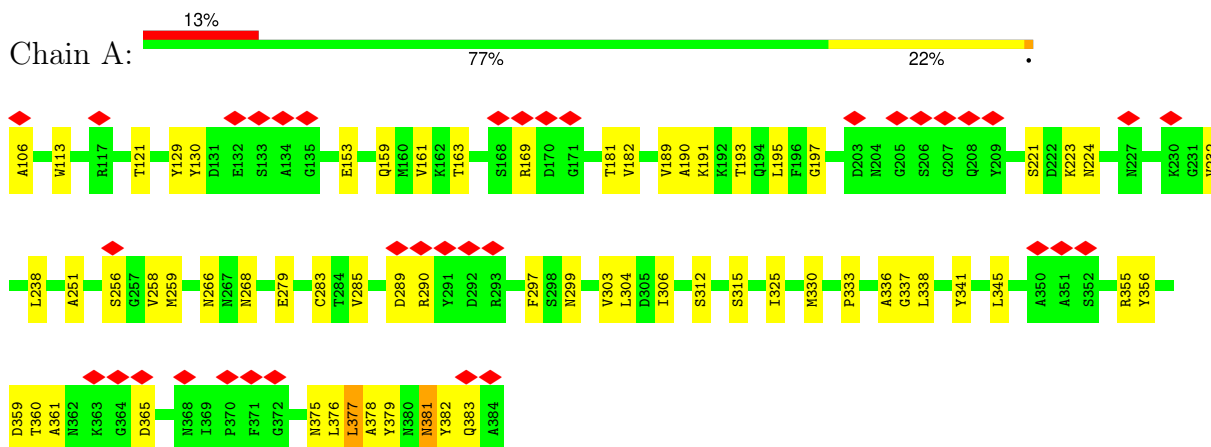 13%
Chain A:
77% 22% •
A106 W113 R117 T121 Y129 Y130 D131 E132 S133 A134 G135 E153 Q159 M160 V161 K162 T163 S168 R169 D170 G171 T181 V182 V189 A190 K191 K192 T193 Q194 L195 F196 G197 D203 N204 G205 S206 G207 Q208 Y209 S221 D222 K223 N224 N227 K230 G231 V232
L238 A251 S256 G257 V258 M259 N266 N267 N268 E279 C283 T284 V285 D289 R290 Y291 D292 R293 F297 S298 N299 V303 L304 D305 I306 S312 S315 I325 N330 P333 A336 G337 L338 Y341 L345 A350 A351 S352 R355 Y356
D359 T360 A361 N362 K363 G364 D365 N368 I369 P370 F371 G372 N375 L376 L377 A378 Y379 N380 N381 Y382 Q383 A384